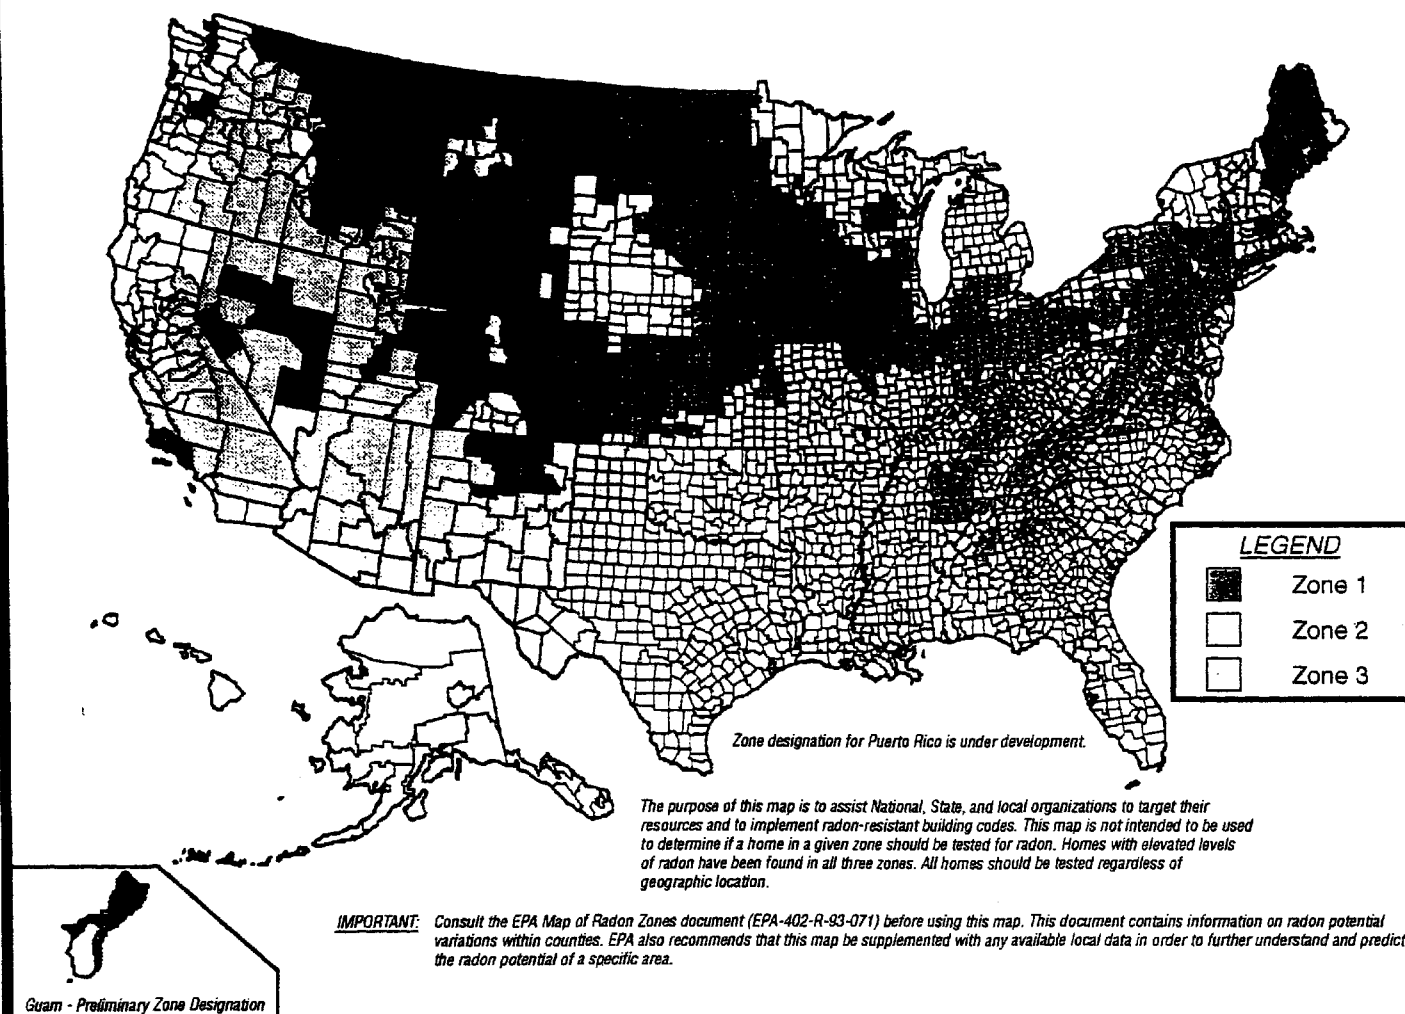 LEGEND
Zone 1
Zone 2
Zone 3
Zone designation for Puerto Rico is under development.
The purpose of this map is to assist National, State, and local organizations to target their
resources and to implement radon-resistant building codes. This map is not intended to be used
to determine if a home in a given zone should be tested for radon. Homes with elevated levels
of radon have been found in all three zones. All homes should be tested regardless of
geographic location.
IMPORTANT: Consult the EPA Map of Radon Zones document (EPA-402-R-93-071) before using this map. This document contains information on radon potential
variations within counties. EPA also recommends that this map be supplemented with any available local data in order to further understand and predict
the radon potential of a specific area.
Guam - Preliminary Zone Designation